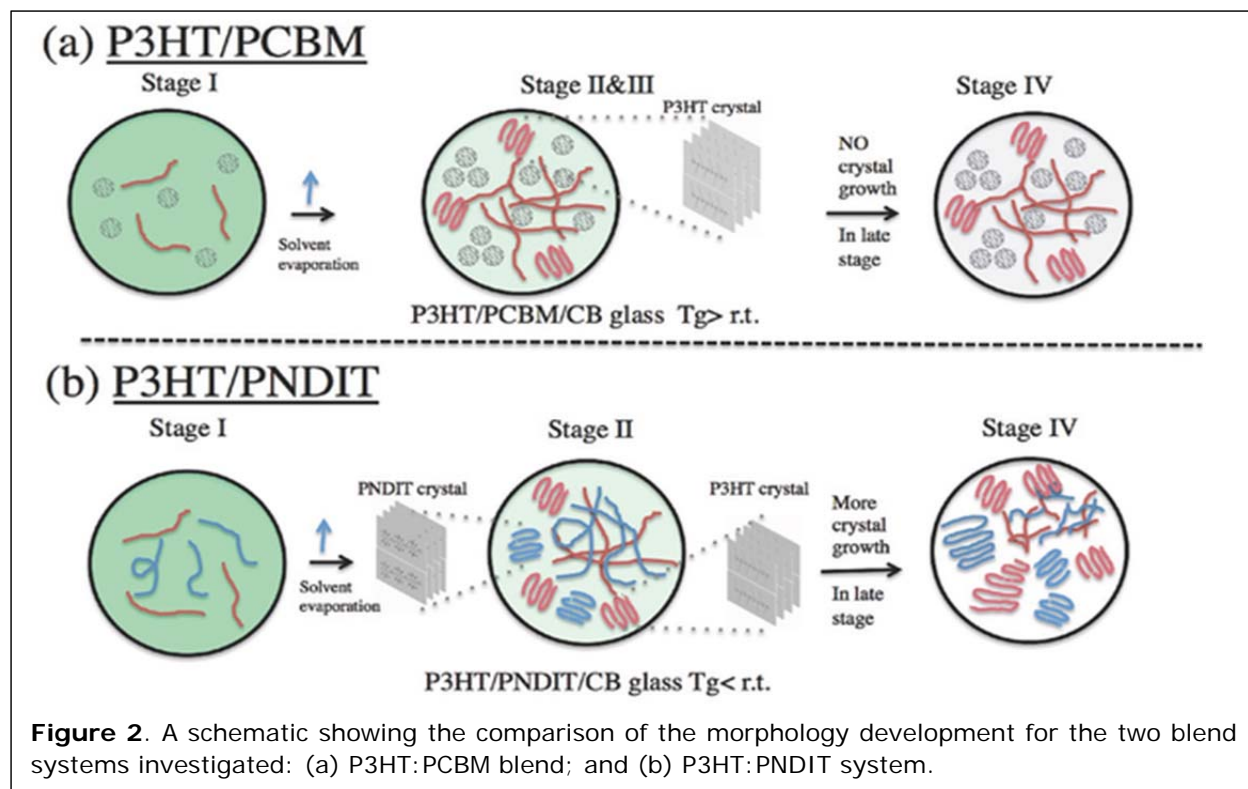 (a) P3HT/PCBM
Stage I
Stage II&III
Stage IV
P3HT crystal
Solvent
evaporation
NO
crystal
growth
In late
stage
P3HT/PCBM/CB glass Tg> r.t.
(b) P3HT/PNDIT
Stage I
Stage II
Stage IV
PNDIT crystal
P3HT crystal
Solvent
evaporation
More
crystal
growth
In late
stage
P3HT/PNDIT/CB glass Tg< r.t.
Figure 2. A schematic showing the comparison of the morphology development for the two blend
systems investigated: (a) P3HT:PCBM blend; and (b) P3HT:PNDIT system.